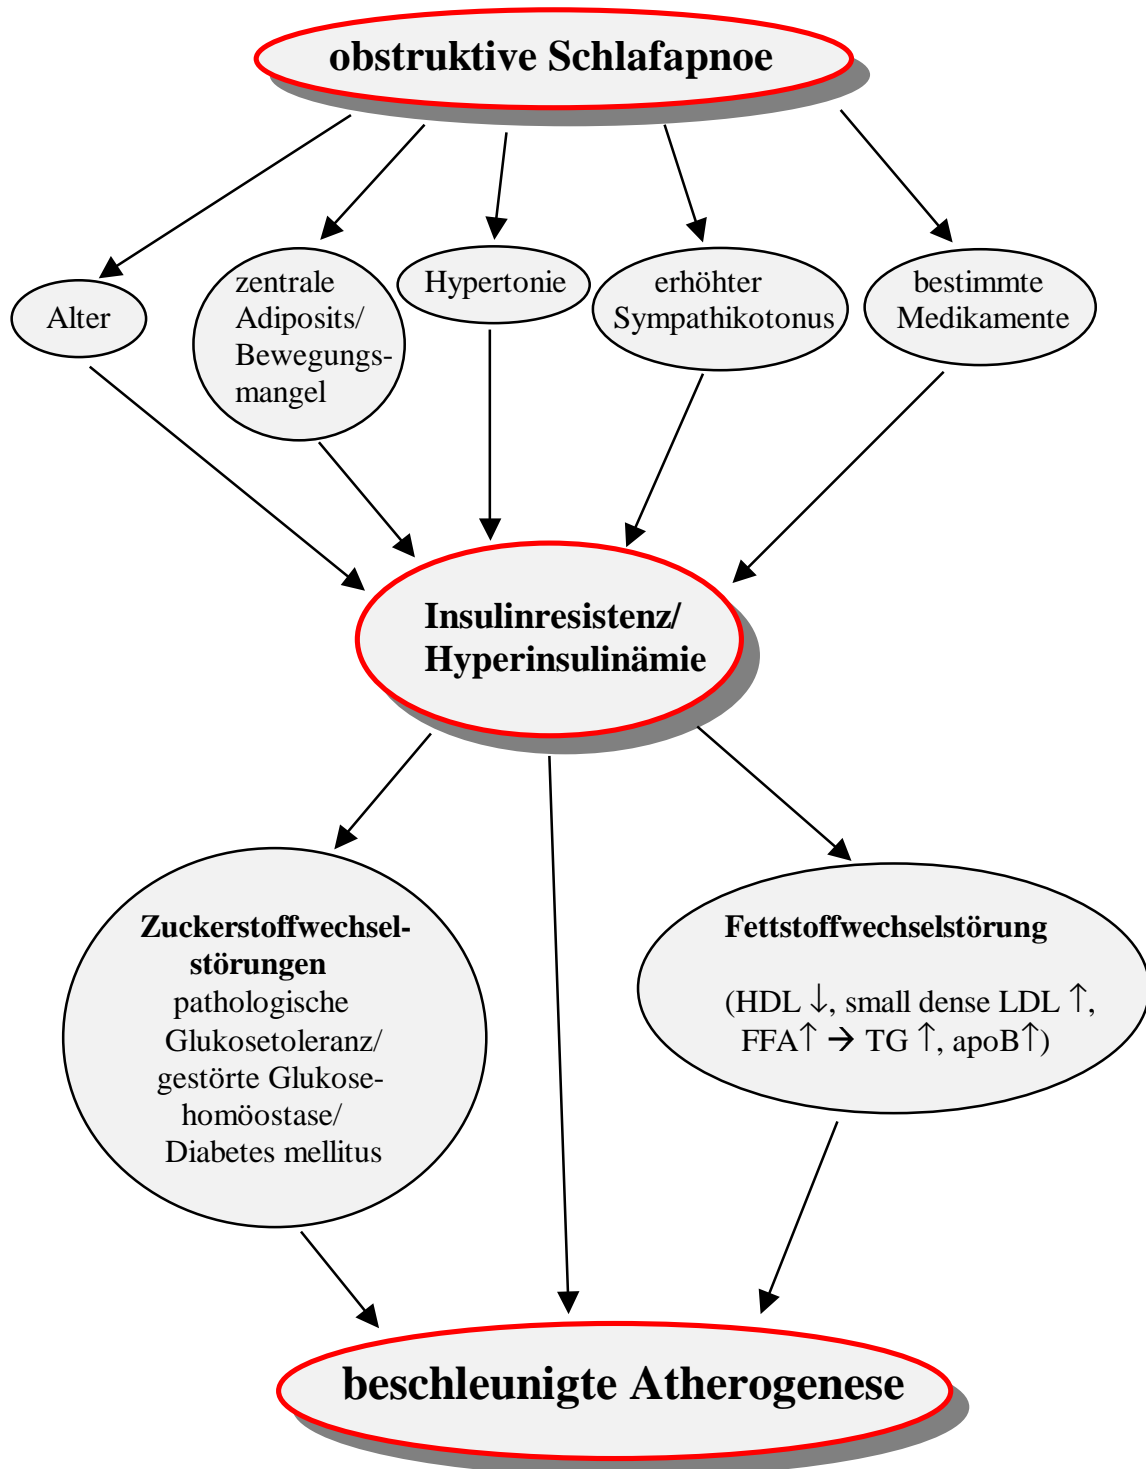 obstruktive Schlafapnoe
Alter
zentrale
Adiposits/
Bewegungs-
mangel
Hypertonie
erhöhter
Sympathikotonus
bestimmte
Medikamente
Insulinresistenz/
Hyperinsulinämie
Zuckerstoffwechsel-
störungen
pathologische
Glukosetoleranz/
gestörte Glukose-
homöostase/
Diabetes mellitus
Fettstoffwechselstörung
(HDL ↓, small dense LDL ↑,
FFA↑ → TG ↑, apoB↑)
beschleunigte Atherogenese